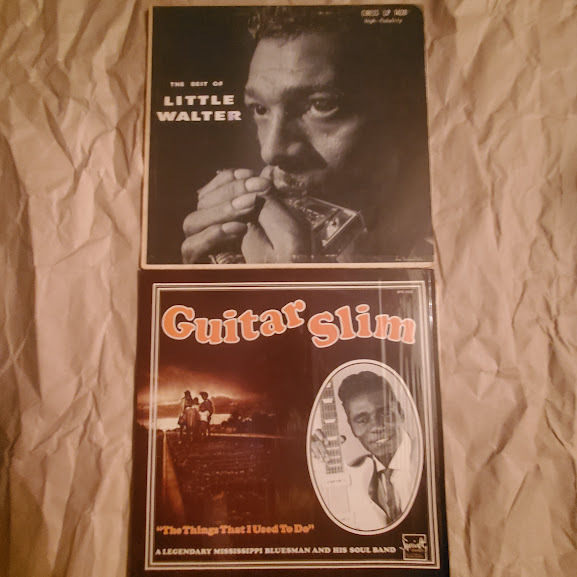 CHESS LP 1428
High-Fidelity
THE BEST OF
LITTLE
WALTER
Guitar Slim
"The Things That I Used To Do"
A LEGENDARY MISSISSIPPI BLUESMAN AND HIS SOUL BAND